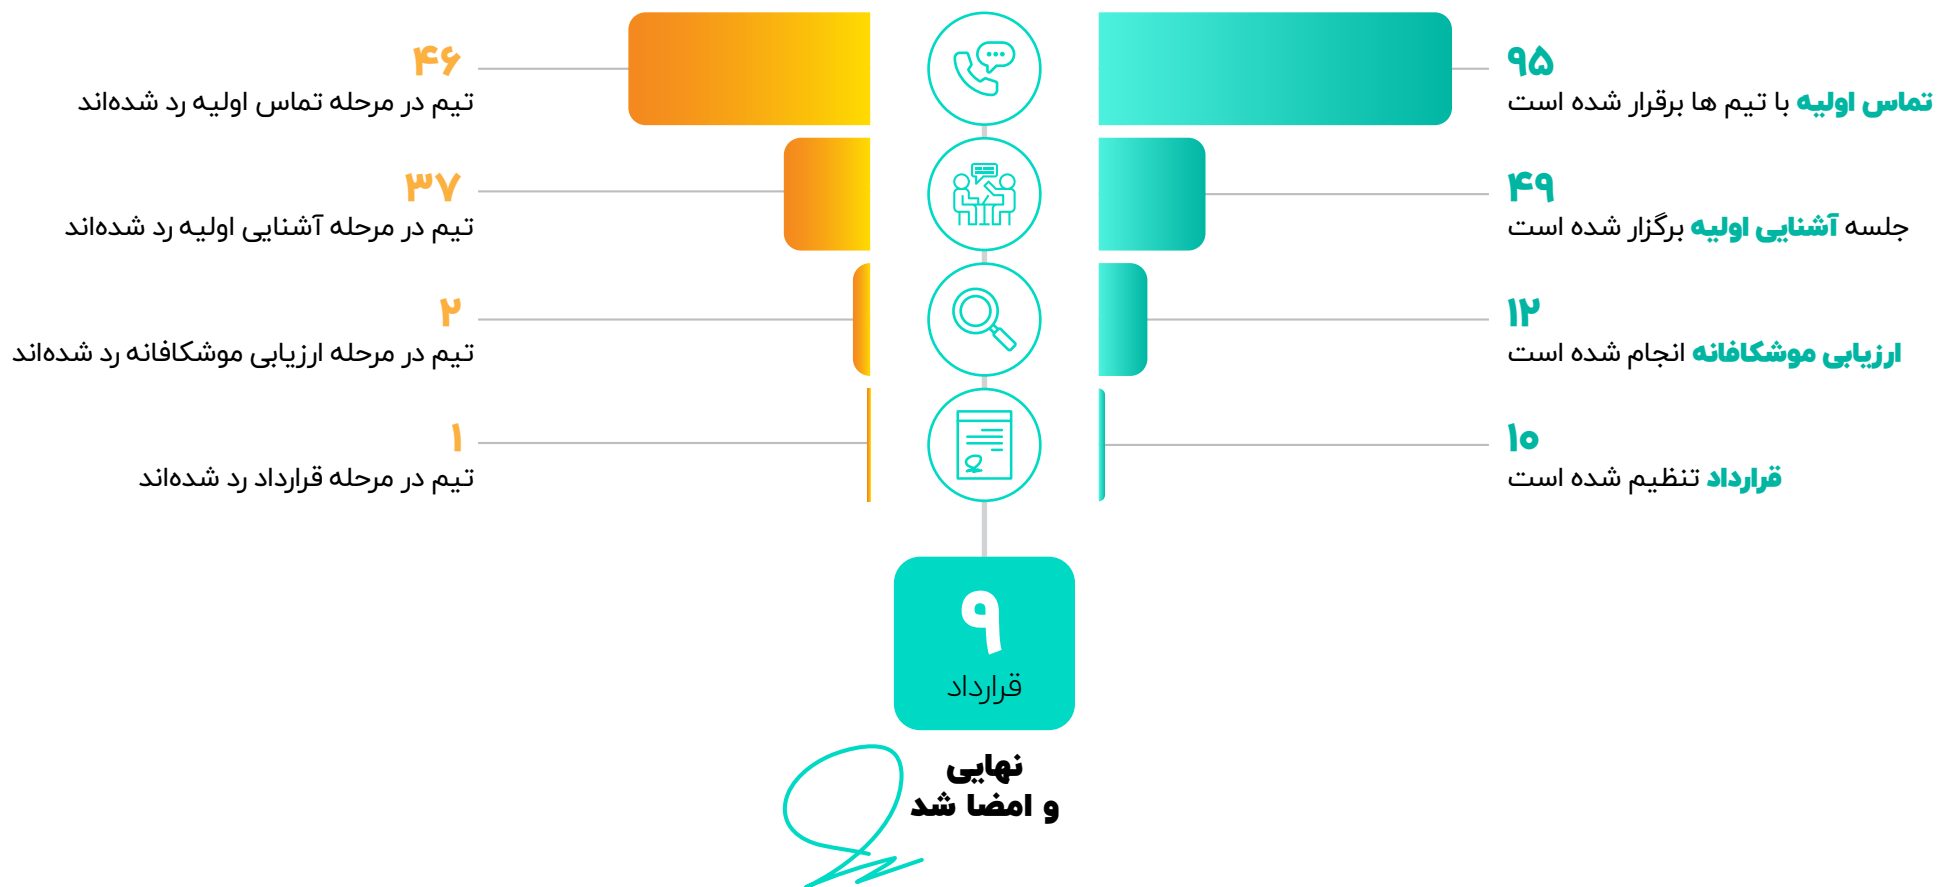 ۹۵
تماس اولیه با تیم ها برقرار شده است
۴۶
تیم در مرحله تماس اولیه رد شده‌اند
۴۹
جلسه آشنایی اولیه برگزار شده است
۳۷
تیم در مرحله آشنایی اولیه رد شده‌اند
۱۲
ارزیابی موشکافانه انجام شده است
۲
تیم در مرحله ارزیابی موشکافانه رد شده‌اند
۱۰
قرارداد تنظیم شده است
۱
تیم در مرحله قرارداد رد شده‌اند
۹
قرارداد
نهایی
و امضا شد